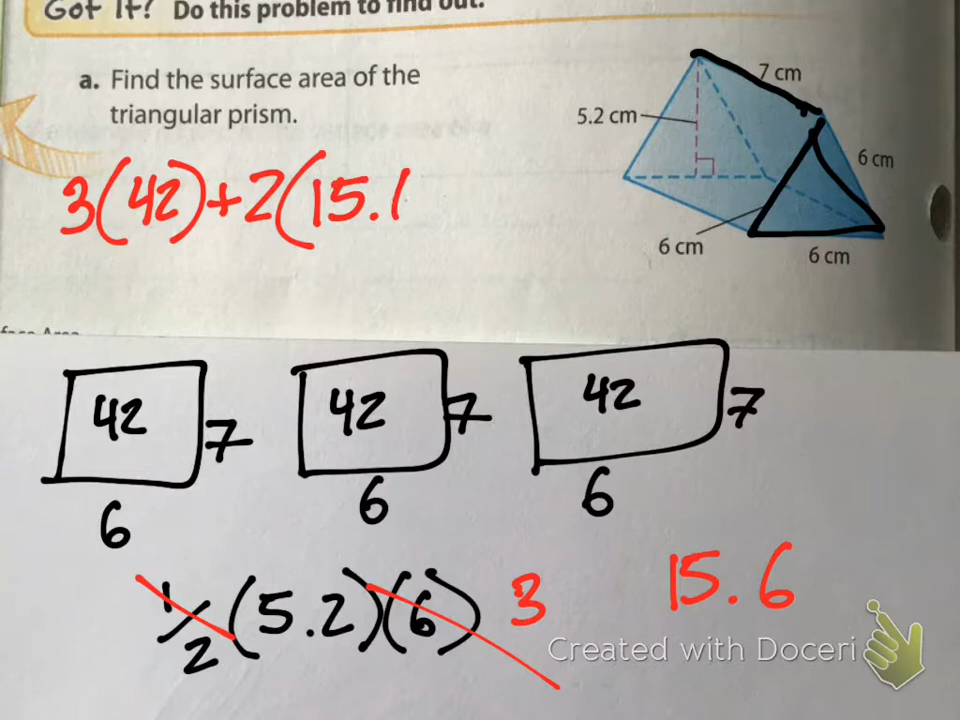 Got It? Do this problem to find out.
a. Find the surface area of the
triangular prism.
7 cm
5.2 cm
6 cm
6 cm
6 cm
3(42)+2(15.
42
7
6
42
7
6
42
7
6
1/2 (5.2)(6) 3
15.6
Created with Doceri